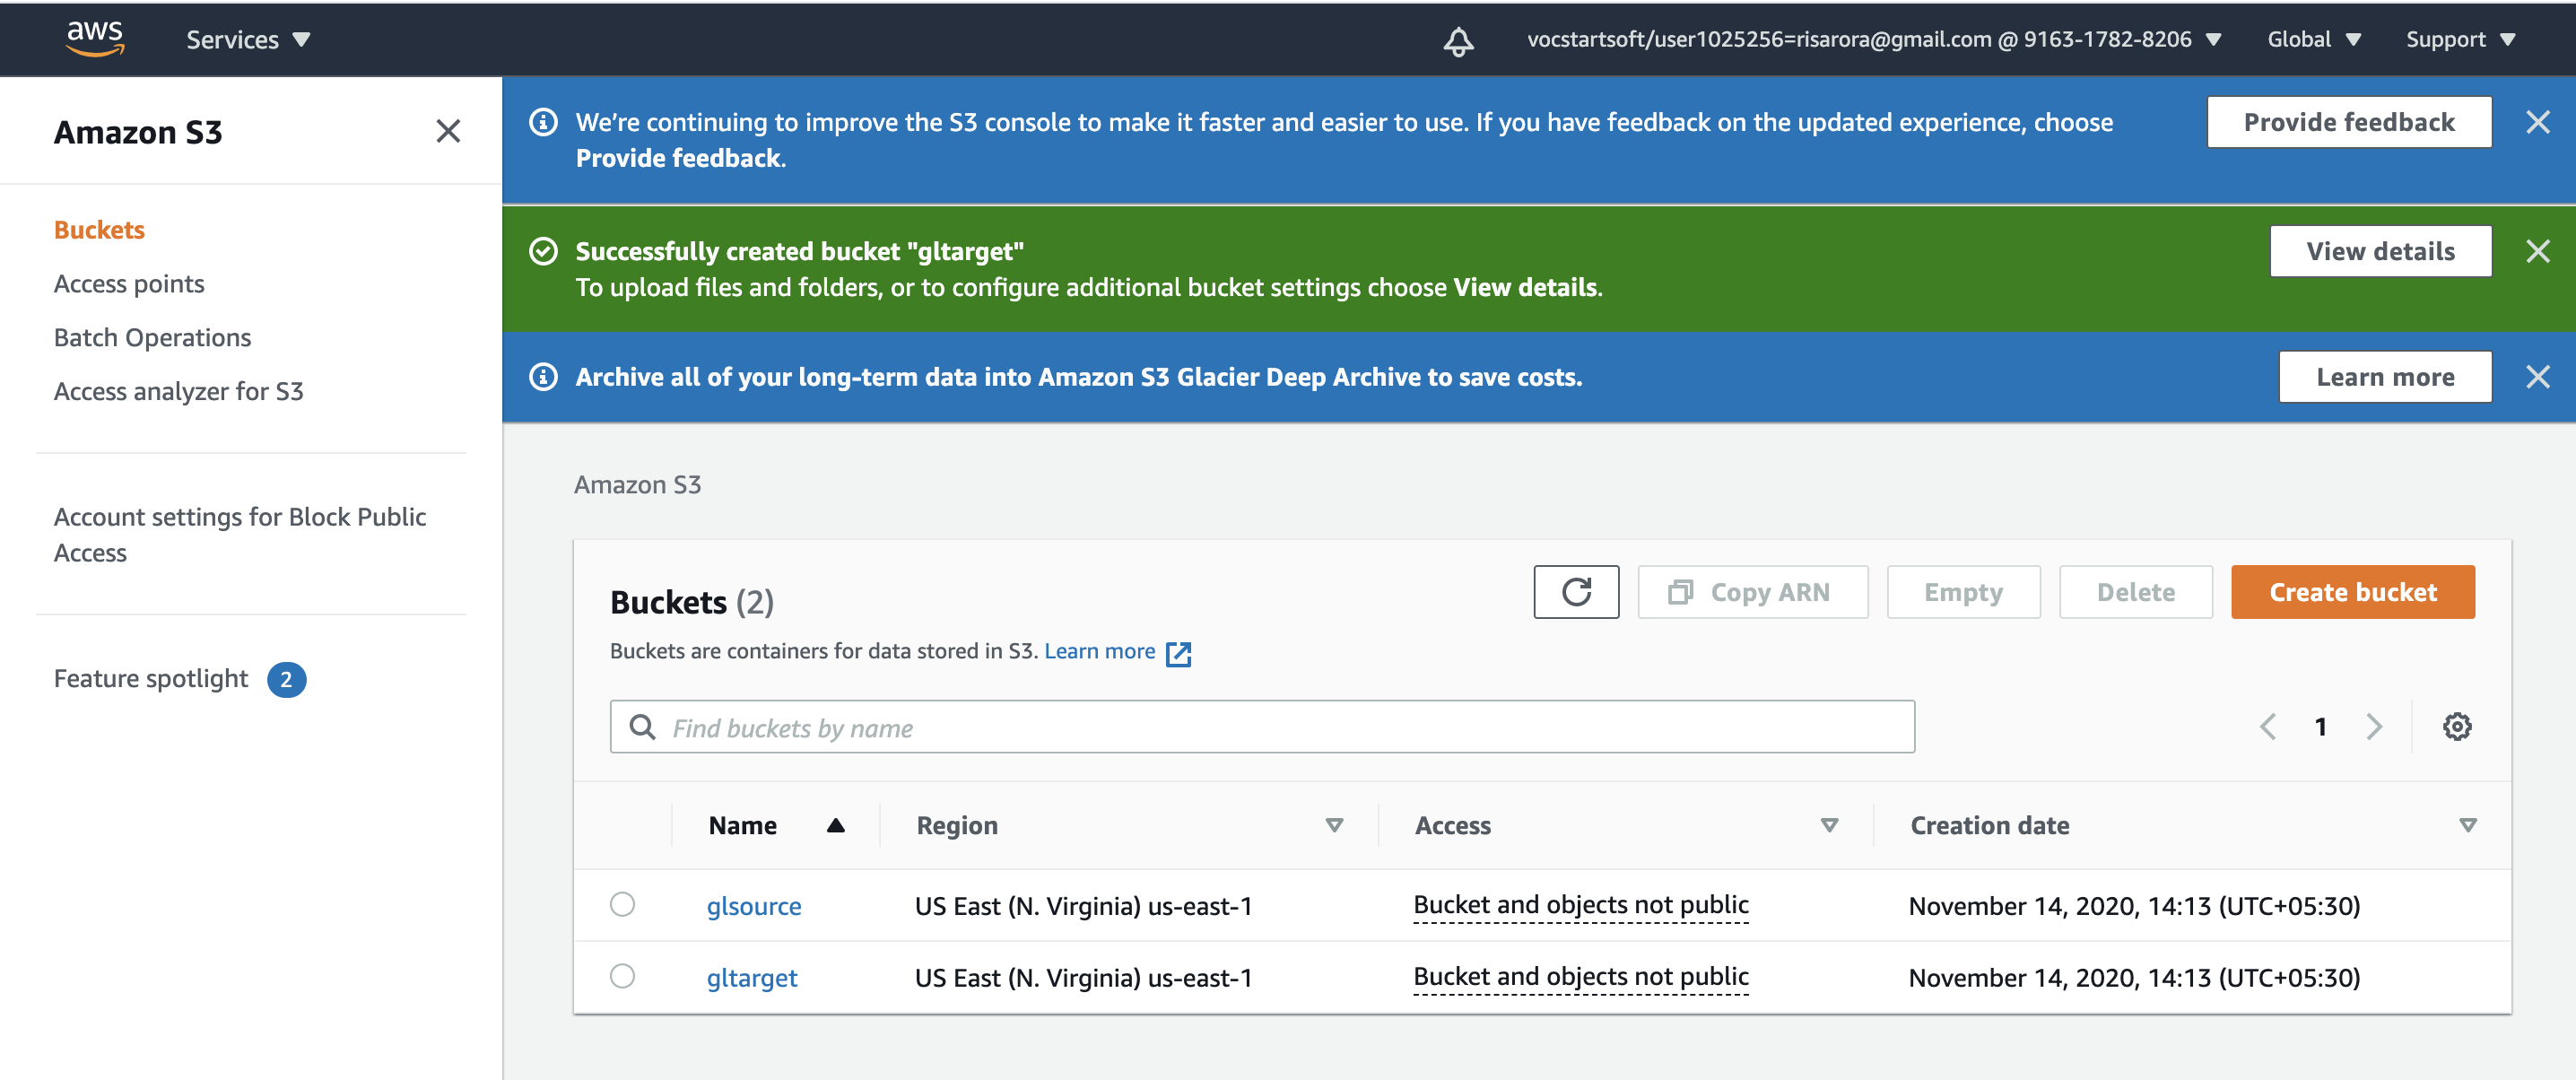 aws
Services
vocstartsoft/user1025256=risarora@gmail.com @ 9163-1782-8206
Global
Support
Amazon S3
Buckets
Access points
Batch Operations
Access analyzer for S3
Account settings for Block Public
Access
Feature spotlight 2
We're continuing to improve the S3 console to make it faster and easier to use. If you have feedback on the updated experience, choose
Provide feedback.
Provide feedback
Successfully created bucket "gltarget"
To upload files and folders, or to configure additional bucket settings choose View details.
View details
Archive all of your long-term data into Amazon S3 Glacier Deep Archive to save costs.
Learn more
Amazon S3
Buckets (2)
Copy ARN
Empty
Delete
Create bucket
Buckets are containers for data stored in S3. Learn more
Find buckets by name
1
Name Region Access Creation date
glsource US East (N. Virginia) us-east-1 Bucket and objects not public November 14, 2020, 14:13 (UTC+05:30)
gltarget US East (N. Virginia) us-east-1 Bucket and objects not public November 14, 2020, 14:13 (UTC+05:30)